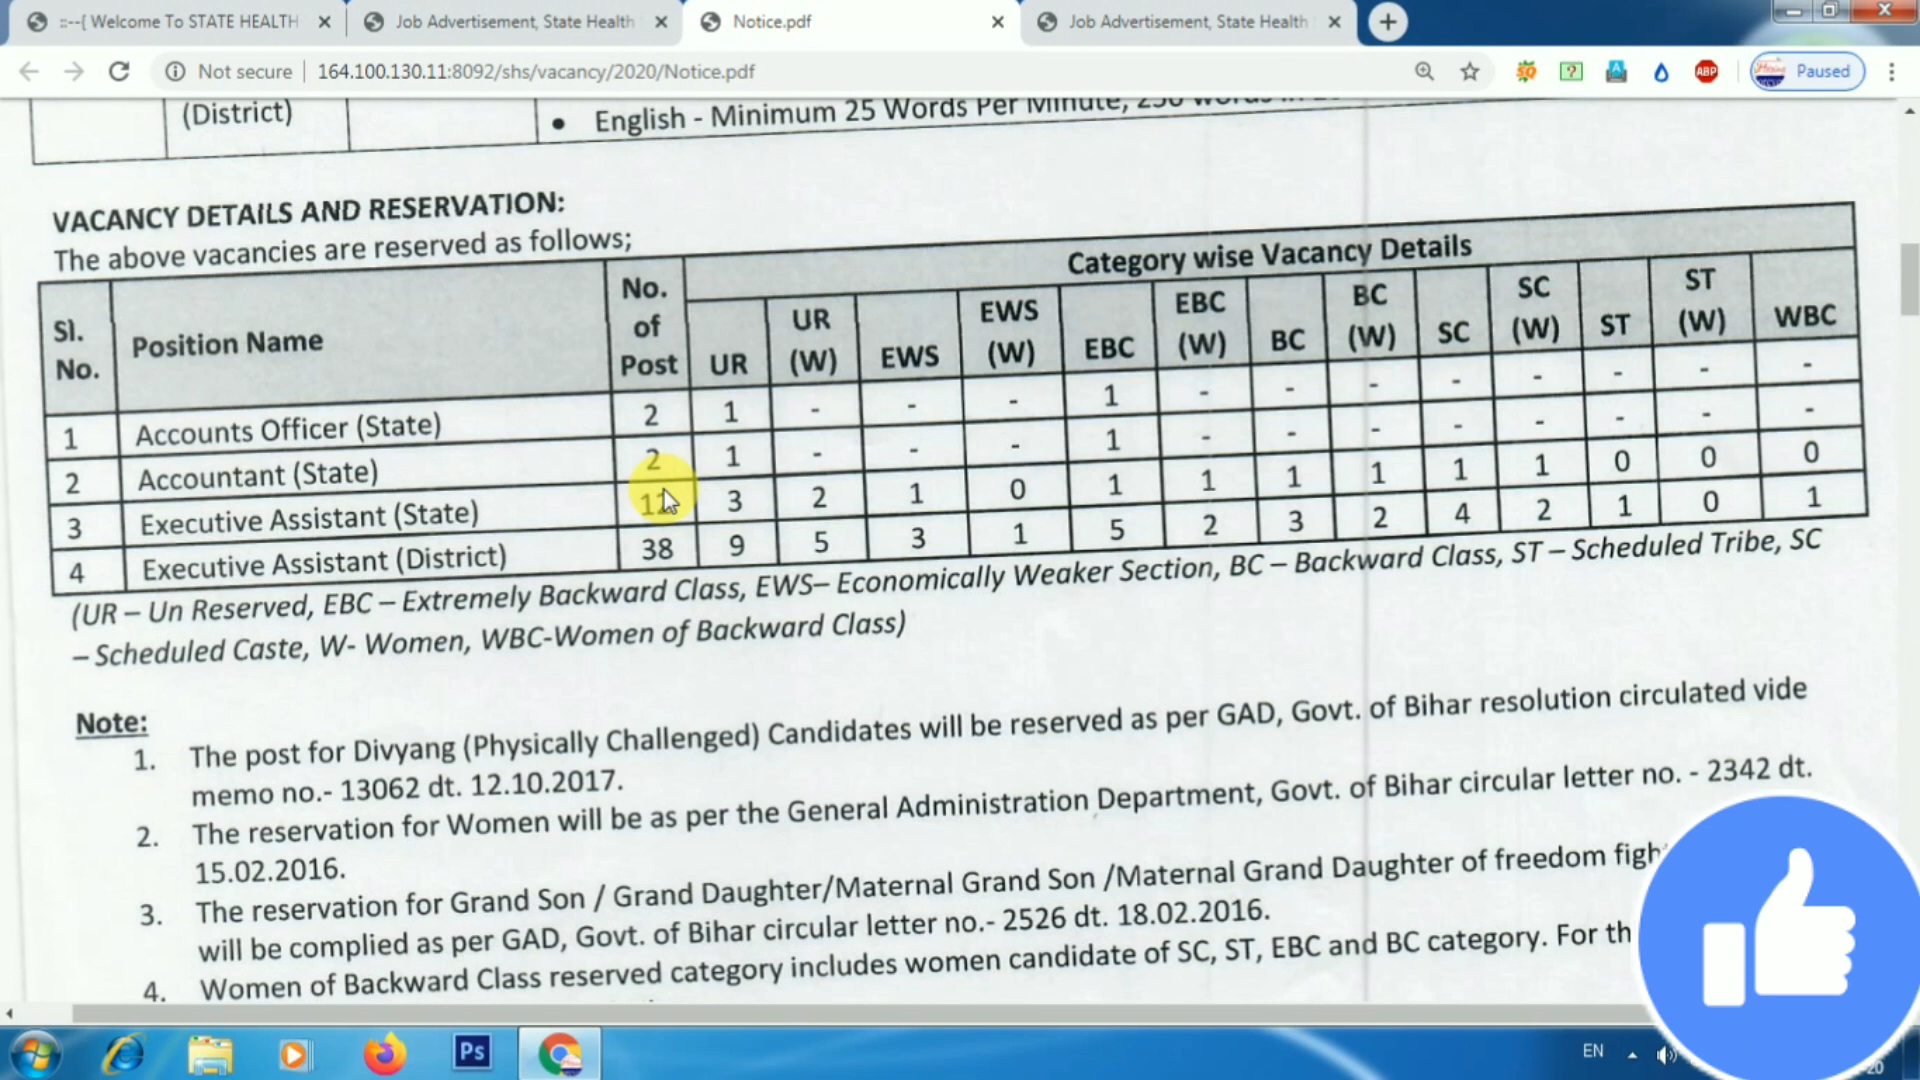 ::--{ Welcome To STATE HEALTH
Job Advertisement, State Health
Notice.pdf
Job Advertisement, State Health
Not secure
164.100.130.11:8092/shs/vacancy/2020/Notice.pdf
ABP
Paused
(District)
• English - Minimum 25 Words Per Minute,
VACANCY DETAILS AND RESERVATION:
The above vacancies are reserved as follows;
Sl. No. Position Name No. of Post Category wise Vacancy Details
UR UR (W) EWS EWS (W) EBC EBC (W) BC BC (W) SC SC (W) ST ST (W) WBC
1 Accounts Officer (State) 2 1 - - - 1 - - - - - - - -
2 Accountant (State) 2 1 - - - 1 - - - - - - - -
3 Executive Assistant (State) 12 3 2 1 0 1 1 1 1 1 1 0 0 0
4 Executive Assistant (District) 38 9 5 3 1 5 2 3 2 4 2 1 0 1
(UR – Un Reserved, EBC – Extremely Backward Class, EWS– Economically Weaker Section, BC – Backward Class, ST – Scheduled Tribe, SC
– Scheduled Caste, W- Women, WBC-Women of Backward Class)
Note:
1. The post for Divyang (Physically Challenged) Candidates will be reserved as per GAD, Govt. of Bihar resolution circulated vide
memo no.- 13062 dt. 12.10.2017.
2. The reservation for Women will be as per the General Administration Department, Govt. of Bihar circular letter no. - 2342 dt.
15.02.2016.
3. The reservation for Grand Son / Grand Daughter/Maternal Grand Son /Maternal Grand Daughter of freedom
will be complied as per GAD, Govt. of Bihar circular letter no.- 2526 dt. 18.02.2016.
4. Women of Backward Class reserved category includes women candidate of SC, ST, EBC and BC category. For
Ps
EN